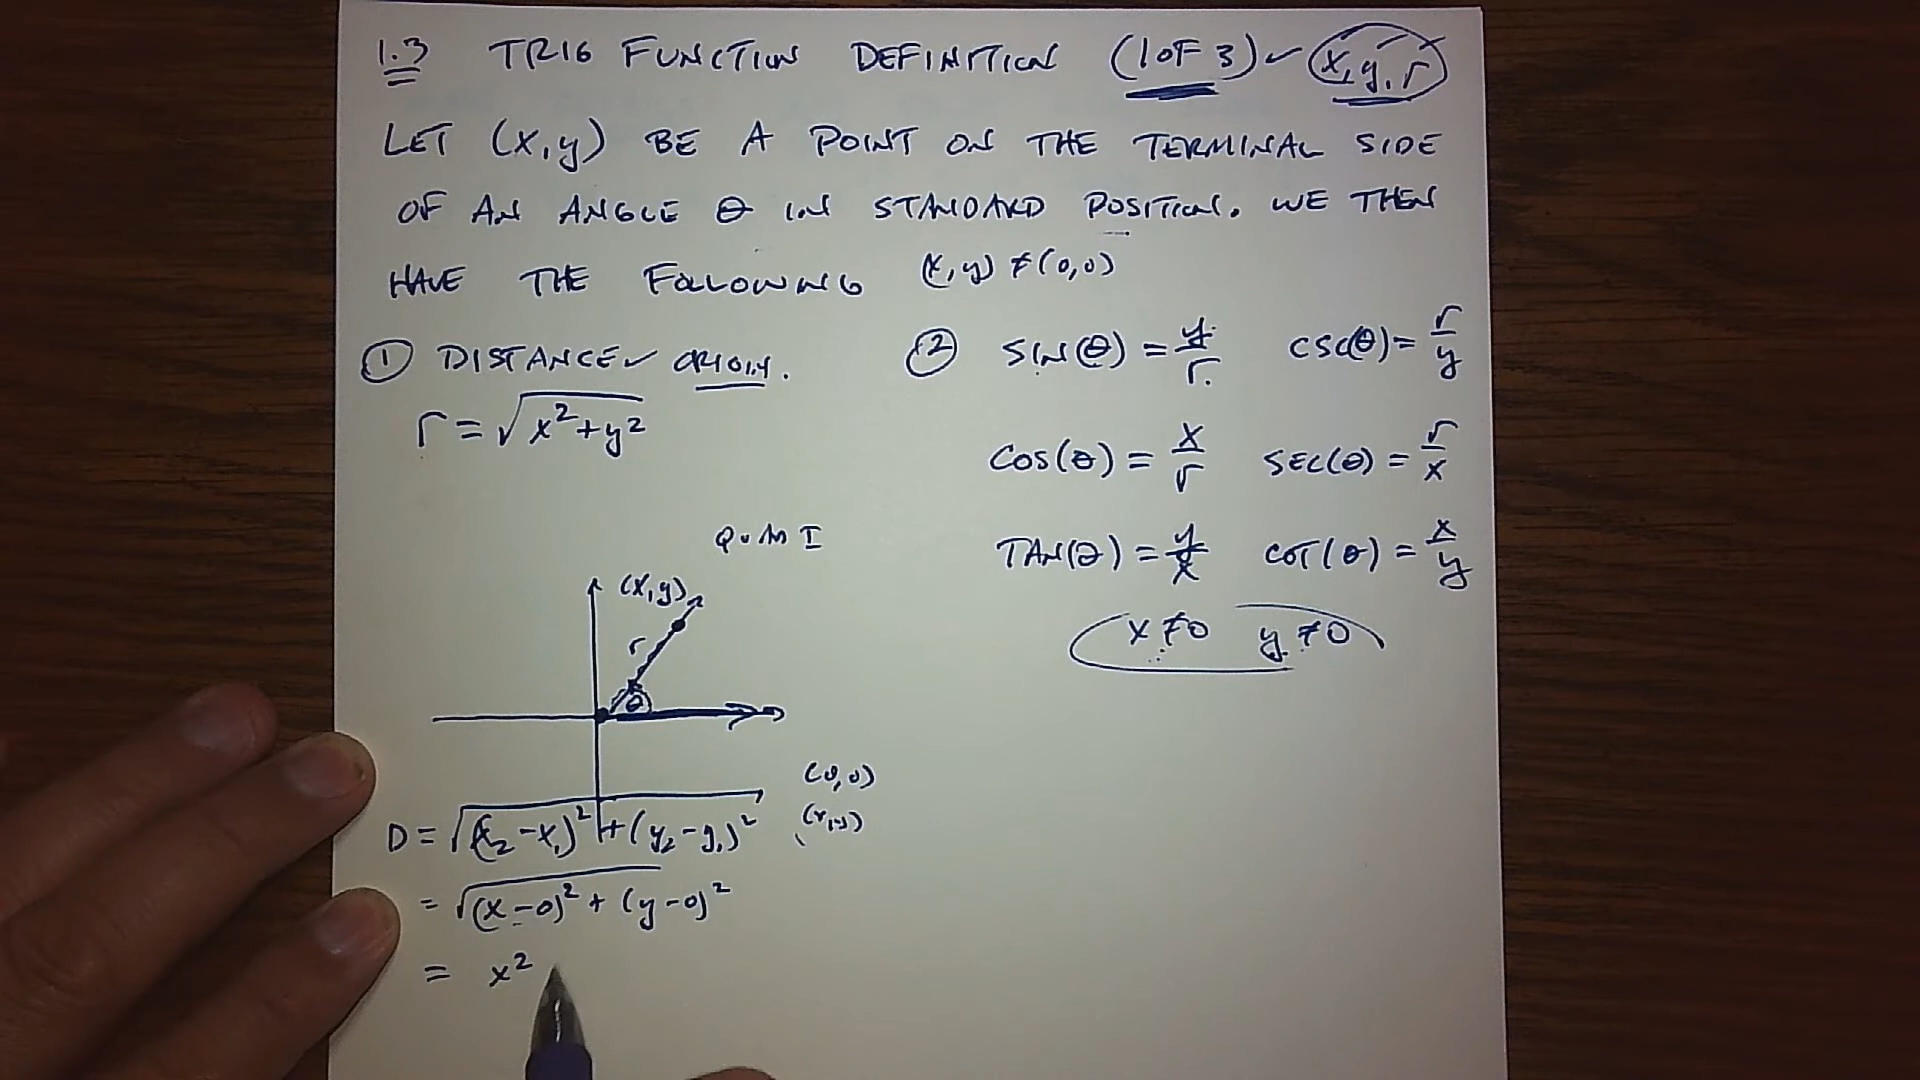 1.3 TRIG FUNCTION DEFINITION (1 OF 3) ✓ x, y, r
LET (x,y) BE A POINT ON THE TERMINAL SIDE
OF AN ANGLE θ IN STANDARD POSITION. WE THEN
HAVE THE FOLLOWING (x,y) ≠ (0,0)
① DISTANCE ✓ ORIGIN.
r = √(x²+y²)
② SIN(θ) = y/r CSC(θ) = r/y
COS(θ) = x/r SEC(θ) = r/x
TAN(θ) = y/x COT(θ) = x/y
x ≠ 0 y ≠ 0
QUAD I
(x,y)
r
θ
(0,0)
(x,y)
D = √((x₂-x₁)² + (y₂-y₁)²)
= √((x-0)² + (y-0)²)
= x²